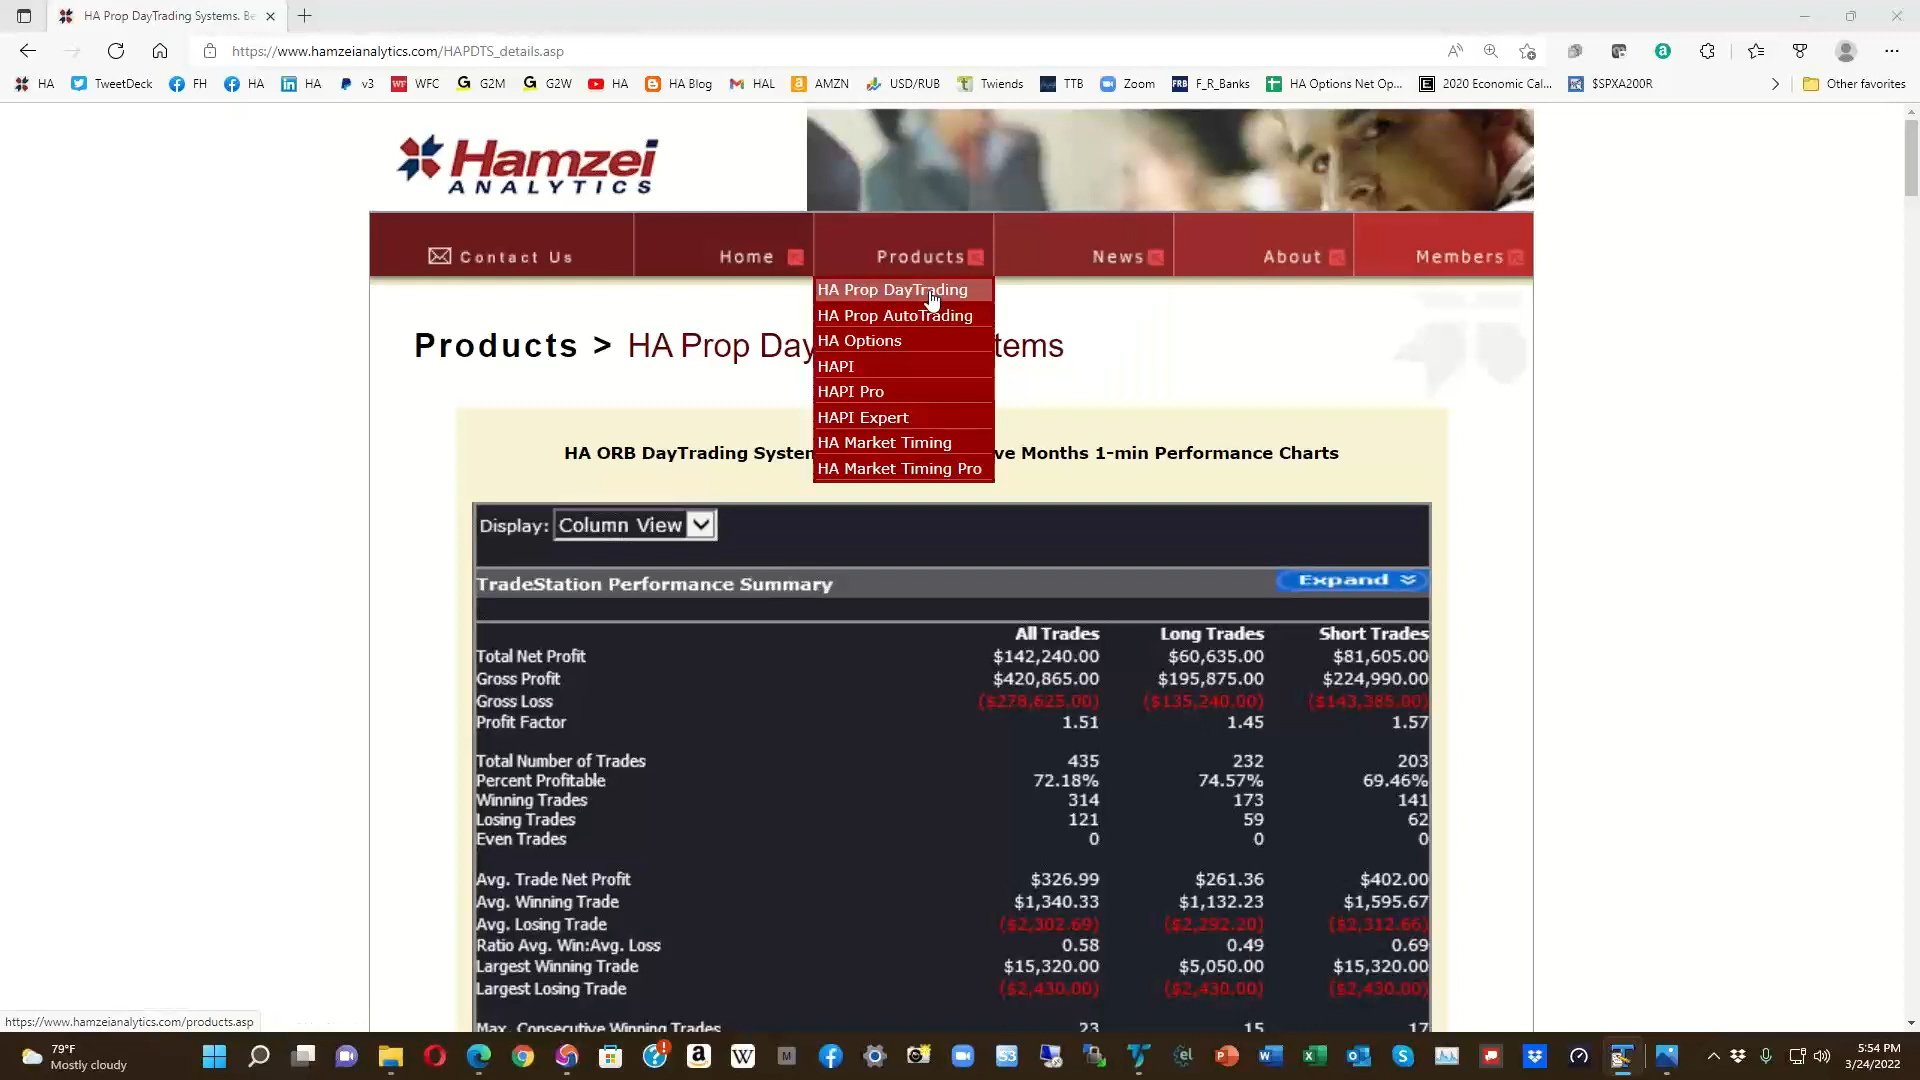 HA Prop DayTrading Systems. Be
https://www.hamzeianalytics.com/HAPDTS_details.asp
HA TweetDeck FH HA HA v3 WFC G2M G2W HA HA Blog HAL AMZN USD/RUB Twiends TTB Zoom F_R_Banks HA Options Net Op... 2020 Economic Cal... $SPXA200R Other favorites
Hamzei
ANALYTICS
Contact Us Home Products News About Members
HA Prop DayTrading
HA Prop AutoTrading
HA Options
HAPI
HAPI Pro
HAPI Expert
HA Market Timing
HA Market Timing Pro
Products > HA Prop Day tems
HA ORB DayTrading System ve Months 1-min Performance Charts
Display: Column View
TradeStation Performance Summary Expand
All Trades Long Trades Short Trades
Total Net Profit $142,240.00 $60,635.00 $81,605.00
Gross Profit $420,865.00 $195,875.00 $224,990.00
Gross Loss ($278,625.00) ($135,240.00) ($143,385.00)
Profit Factor 1.51 1.45 1.57
Total Number of Trades 435 232 203
Percent Profitable 72.18% 74.57% 69.46%
Winning Trades 314 173 141
Losing Trades 121 59 62
Even Trades 0 0 0
Avg. Trade Net Profit $326.99 $261.36 $402.00
Avg. Winning Trade $1,340.33 $1,132.23 $1,595.67
Avg. Losing Trade ($2,302.69) ($2,292.20) ($2,312.66)
Ratio Avg. Win:Avg. Loss 0.58 0.49 0.69
Largest Winning Trade $15,320.00 $5,050.00 $15,320.00
Largest Losing Trade ($2,430.00) ($2,430.00) ($2,430.00)
Max. Consecutive Winning Trades 23 15 17
https://www.hamzeianalytics.com/products.asp
79°F
Mostly cloudy
5:54 PM
3/24/2022